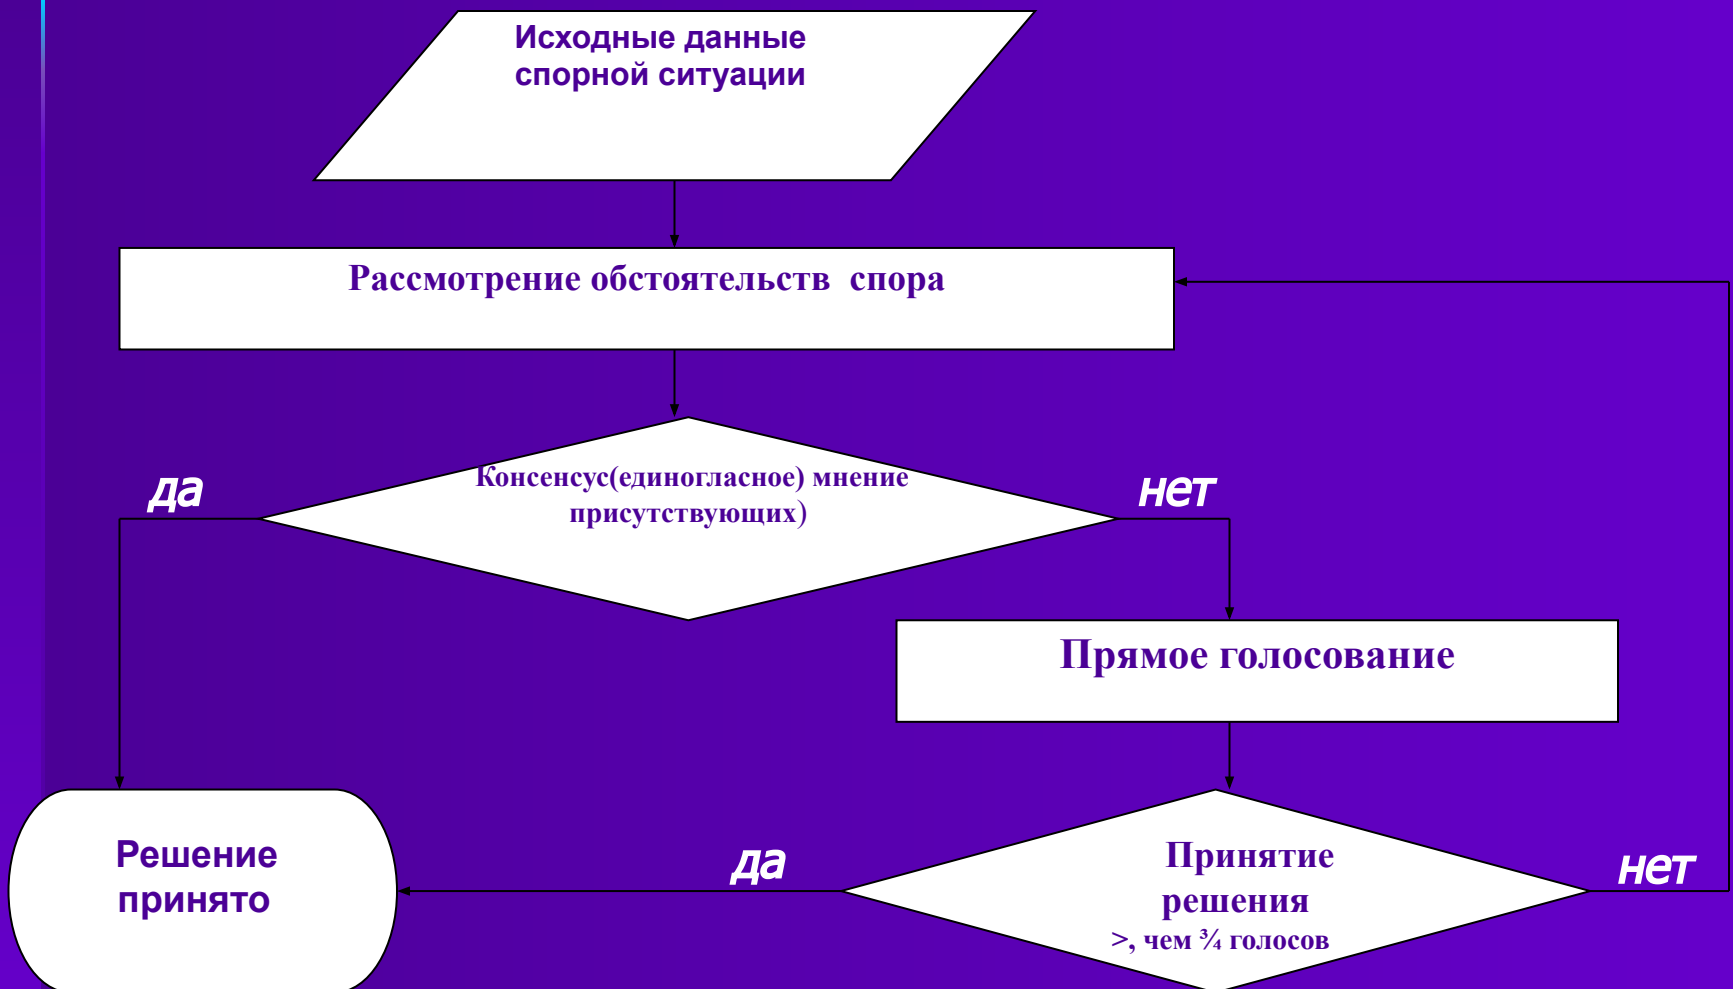 Исходные данные
спорной ситуации
Рассмотрение обстоятельств спора
Консенсус(единогласное) мнение
присутствующих)
да
нет
Прямое голосование
Решение
принято
да
Принятие
решения
>, чем ¾ голосов
нет